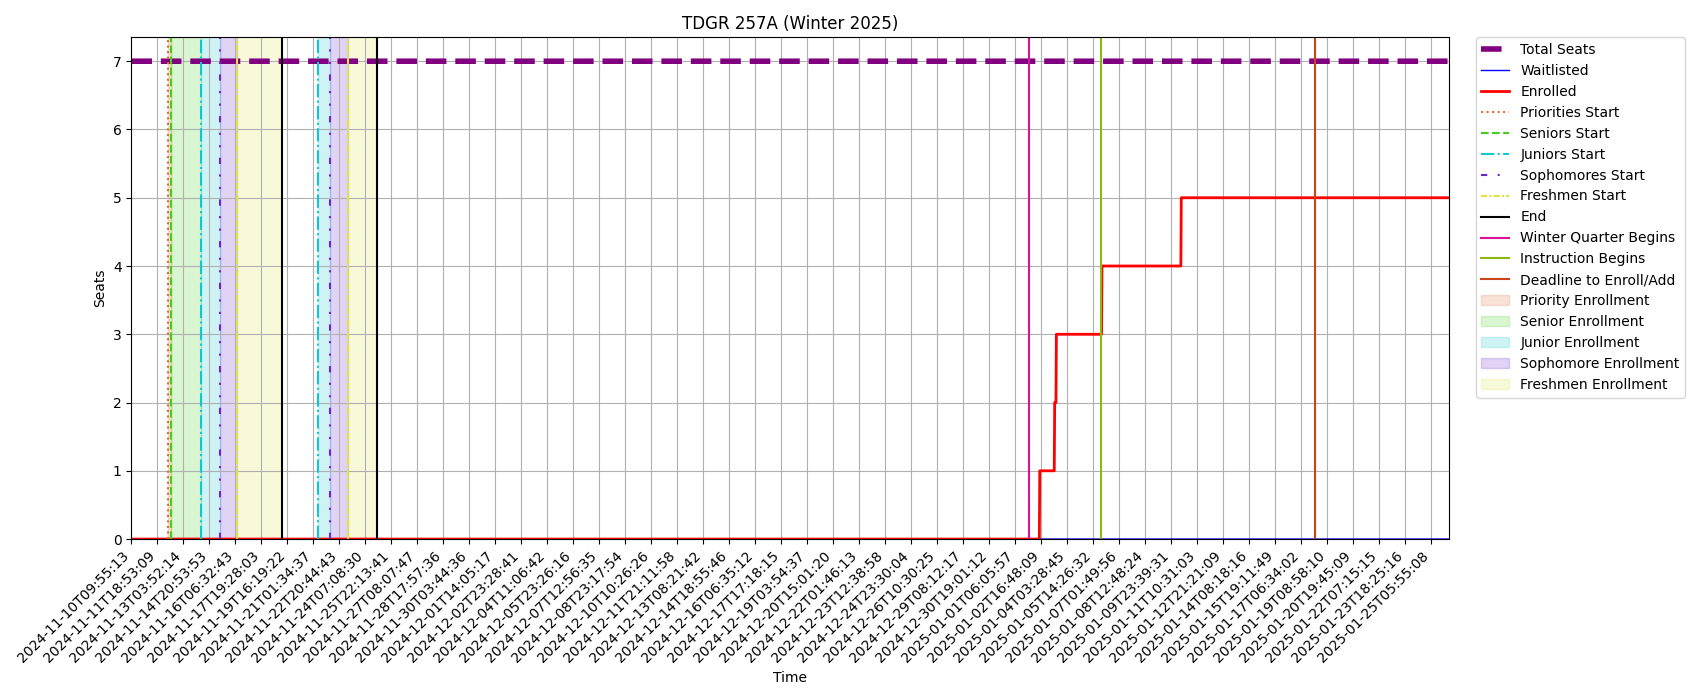 TDGR 257A (Winter 2025)
Seats
7
6
5
4
3
2
1
0
2024-11-10T09:55:13
2024-11-11T18:53:09
2024-11-13T03:52:14
2024-11-14T20:53:53
2024-11-16T06:32:43
2024-11-17T19:28:03
2024-11-19T16:19:22
2024-11-21T01:34:37
2024-11-22T20:44:43
2024-11-24T07:08:30
2024-11-25T22:13:41
2024-11-28T08:07:47
2024-11-28T17:57:36
2024-11-30T03:44:36
2024-12-01T14:05:17
2024-12-02T23:28:41
2024-12-04T11:06:42
2024-12-05T23:26:16
2024-12-07T12:56:35
2024-12-08T23:17:54
2024-12-10T10:26:26
2024-12-11T21:11:58
2024-12-13T08:21:42
2024-12-14T18:55:46
2024-12-16T06:35:12
2024-12-17T17:18:15
2024-12-19T03:54:37
2024-12-20T15:01:20
2024-12-22T01:46:13
2024-12-23T12:38:58
2024-12-24T23:30:04
2024-12-26T10:30:25
2024-12-29T08:12:17
2024-12-30T19:01:12
2025-01-01T06:05:57
2025-01-02T16:48:09
2025-01-04T03:28:45
2025-01-05T14:26:32
2025-01-07T01:49:56
2025-01-08T12:48:24
2025-01-09T23:39:31
2025-01-11T10:31:03
2025-01-12T21:21:09
2025-01-14T08:18:16
2025-01-15T19:11:49
2025-01-17T06:34:02
2025-01-19T08:58:10
2025-01-20T19:45:09
2025-01-22T07:15:15
2025-01-23T18:25:16
2025-01-25T05:55:08
Time
Total Seats
Waitlisted
Enrolled
Priorities Start
Seniors Start
Juniors Start
Sophomores Start
Freshmen Start
End
Winter Quarter Begins
Instruction Begins
Deadline to Enroll/Add
Priority Enrollment
Senior Enrollment
Junior Enrollment
Sophomore Enrollment
Freshmen Enrollment